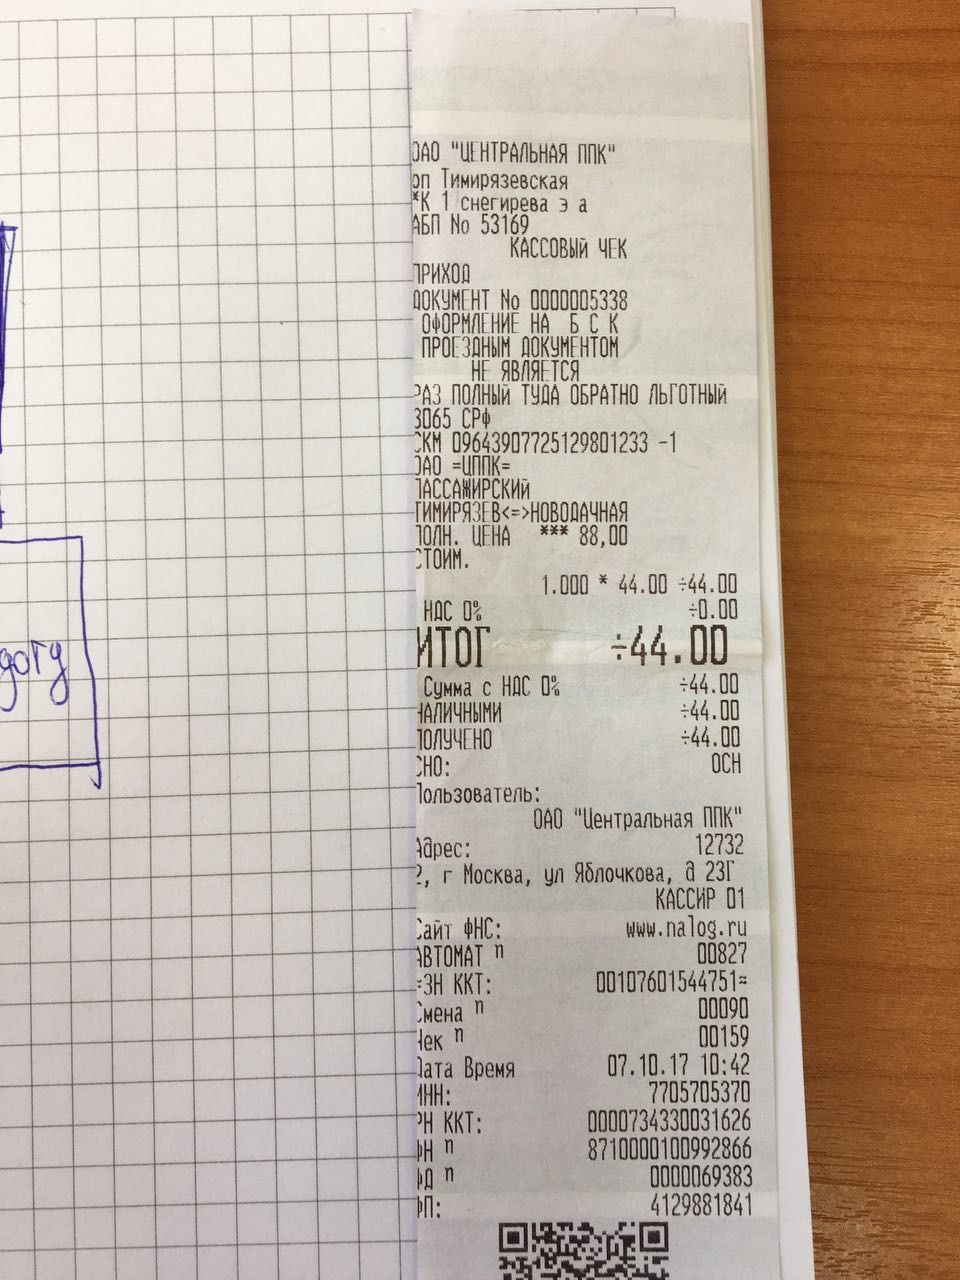 ОАО "ЦЕНТРАЛЬНАЯ ППК"
оп Тимирязевская
*К 1 снегирева э а
АБП No 53169
КАССОВЫЙ ЧЕК
ПРИХОД
ДОКУМЕНТ No 0000005338
ОФОРМЛЕНИЕ НА Б С К
ПРОЕЗДНЫМ ДОКУМЕНТОМ
НЕ ЯВЛЯЕТСЯ
РАЗ ПОЛНЫЙ ТУДА ОБРАТНО ЛЬГОТНЫЙ
3065 СРФ
СКМ 09643907725129801233 -1
ОАО =ЦППК=
ПАССАЖИРСКИЙ
ТИМИРЯЗЕВ<=>НОВОДАЧНАЯ
ПОЛН. ЦЕНА *** 88,00
СТОИМ.
1.000 * 44.00 ÷44.00
НДС 0% ÷0.00
ИТОГ ÷44.00
Сумма с НДС 0% ÷44.00
НАЛИЧНЫМИ ÷44.00
ПОЛУЧЕНО ÷44.00
СНО: ОСН
Пользователь:
ОАО "Центральная ППК"
Адрес: 12732
2, г Москва, ул Яблочкова, д 23Г
КАССИР 01
Сайт ФНС: www.nalog.ru
АВТОМАТ n 00827
=ЗН ККТ: 00107601544751=
Смена n 00090
Чек n 00159
Дата Время 07.10.17 10:42
ИНН: 7705705370
РН ККТ: 0000734330031626
ФН n 8710000100992866
ФД n 0000069383
ФП: 4129881841